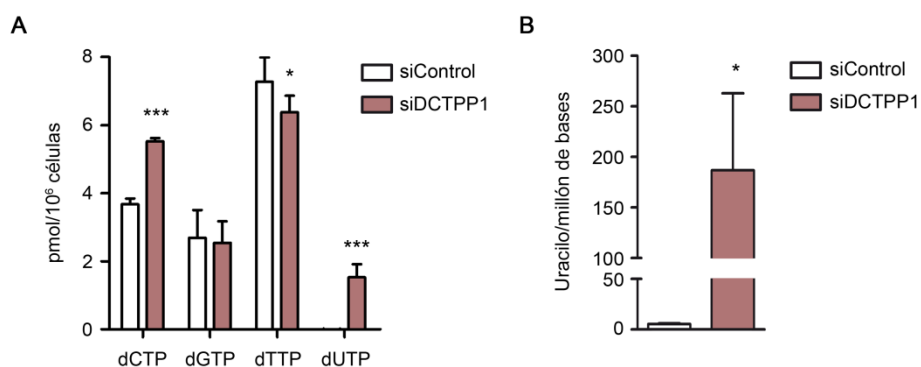 A
pmol/10⁶ células
8
6
4
2
0
***
*
***
dCTP
dGTP
dTTP
dUTP
siControl
siDCTPP1
B
Uracilo/millón de bases
300
250
200
150
100
50
0
*
siControl
siDCTPP1